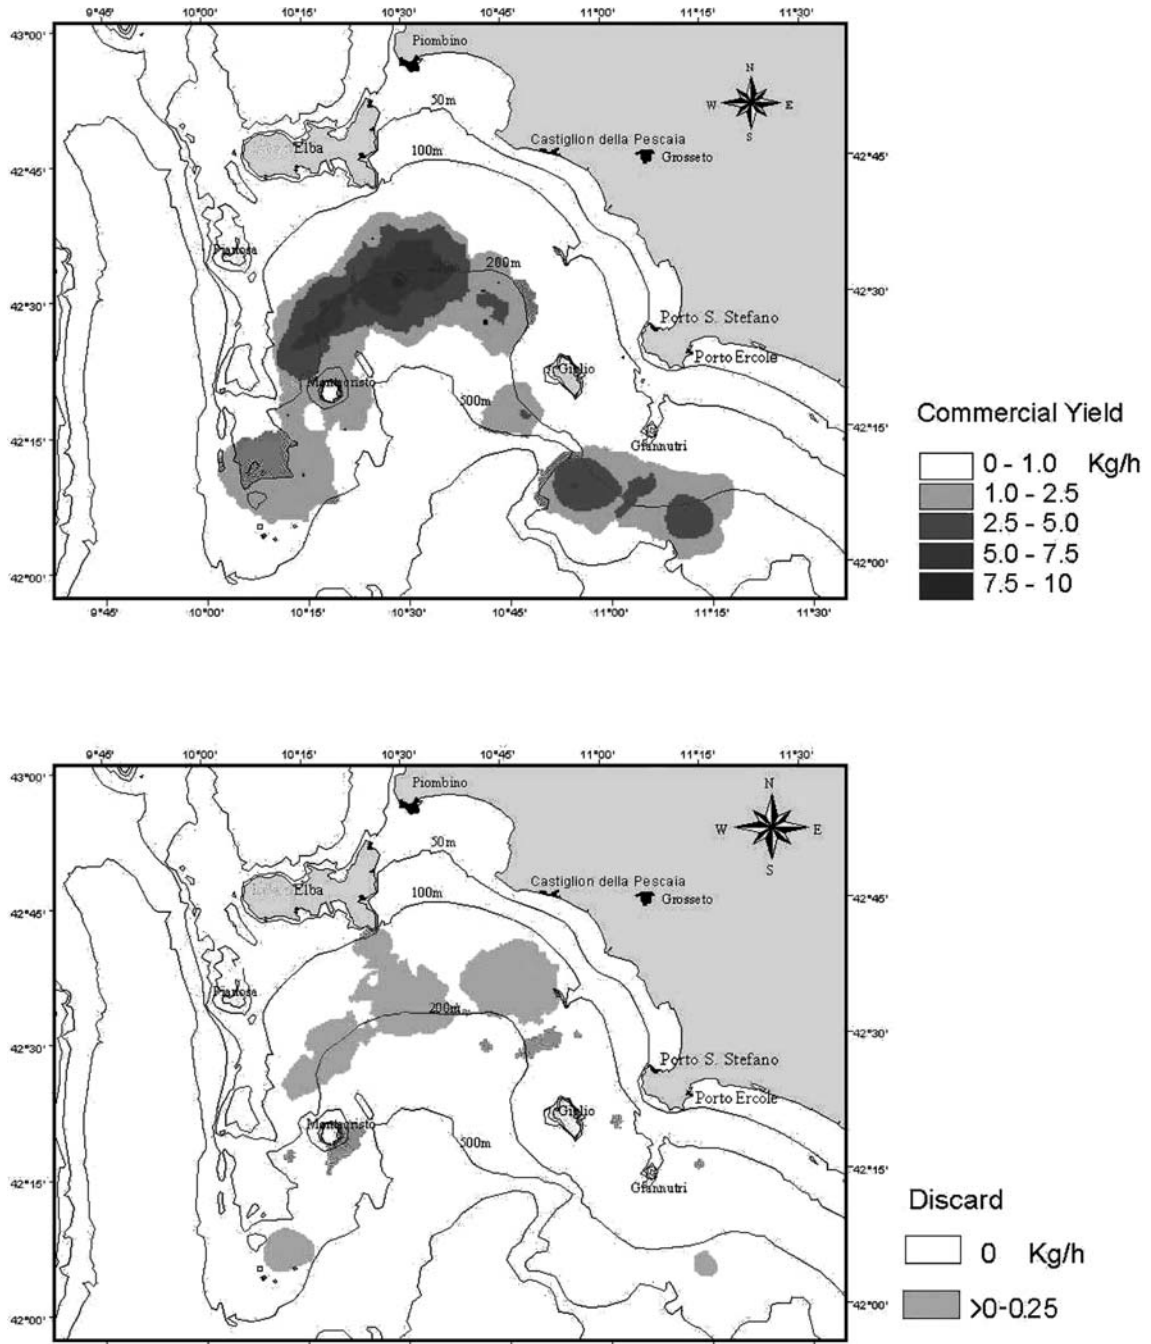 9°45' 10°00' 10°15' 10°30' 10°45' 11°00' 11°15' 11°30'
43°00'
Piombino
N
W E
S
50m
Castiglion della Pescaia
Elba
100m
Grosseto
42°45' 42°45'
Pianosa
200m
42°30' 42°30'
Porto S. Stefano
Porto Ercole
Giglio
Montecristo
500m
42°15' 42°15'
Giannutri
42°00' 42°00'
9°45' 10°00' 10°15' 10°30' 10°45' 11°00' 11°15' 11°30'
Commercial Yield
0 - 1.0 Kg/h
1.0 - 2.5
2.5 - 5.0
5.0 - 7.5
7.5 - 10
9°45' 10°00' 10°15' 10°30' 10°45' 11°00' 11°15' 11°30'
43°00'
Piombino
N
W E
S
50m
Castiglion della Pescaia
Elba
100m
Grosseto
42°45' 42°45'
Pianosa
200m
42°30' 42°30'
Porto S. Stefano
Porto Ercole
Giglio
Montecristo
500m
42°15' 42°15'
Giannutri
42°00' 42°00'
Discard
0 Kg/h
>0-0.25